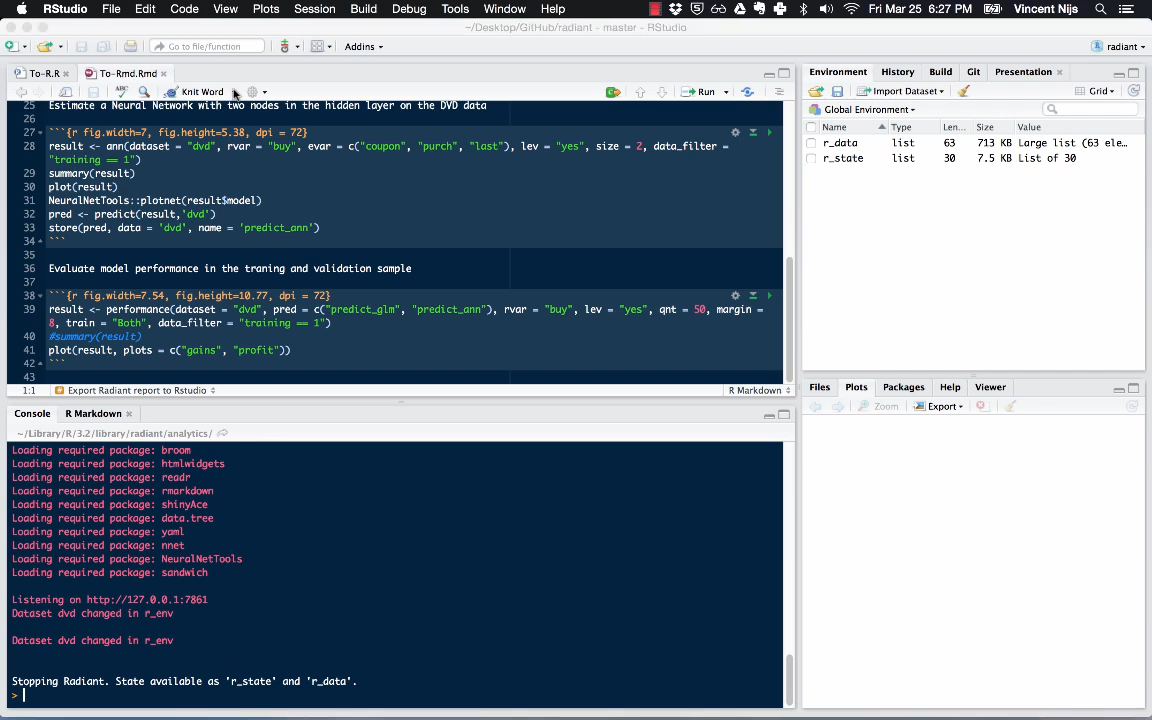 RStudio File Edit Code View Plots Session Build Debug Tools Window Help Fri Mar 25 6:27 PM Vincent Nijs
~/Desktop/GitHub/radiant - master - RStudio
Go to file/function Addins radiant
To-R.R To-Rmd.Rmd
ABC Knit Word Run
25 Estimate a Neural Network with two nodes in the hidden layer on the DVD data
26
27 ```{r fig.width=7, fig.height=5.38, dpi = 72}
28 result <- ann(dataset = "dvd", rvar = "buy", evar = c("coupon", "purch", "last"), lev = "yes", size = 2, data_filter =
"training == 1")
29 summary(result)
30 plot(result)
31 NeuralNetTools::plotnet(result$model)
32 pred <- predict(result,'dvd')
33 store(pred, data = 'dvd', name = 'predict_ann')
34 ```
35
36 Evaluate model performance in the traning and validation sample
37
38 ```{r fig.width=7.54, fig.height=10.77, dpi = 72}
39 result <- performance(dataset = "dvd", pred = c("predict_glm", "predict_ann"), rvar = "buy", lev = "yes", qnt = 50, margin =
8, train = "Both", data_filter = "training == 1")
40 #summary(result)
41 plot(result, plots = c("gains", "profit"))
42 ```
43
1:1 Export Radiant report to Rstudio R Markdown
Console R Markdown
~/Library/R/3.2/library/radiant/analytics/
Loading required package: broom
Loading required package: htmlwidgets
Loading required package: readr
Loading required package: rmarkdown
Loading required package: shinyAce
Loading required package: data.tree
Loading required package: yaml
Loading required package: nnet
Loading required package: NeuralNetTools
Loading required package: sandwich
Listening on http://127.0.0.1:7861
Dataset dvd changed in r_env
Dataset dvd changed in r_env
Stopping Radiant. State available as 'r_state' and 'r_data'.
>
Environment History Build Git Presentation
Import Dataset Grid
Global Environment
Name Type Len... Size Value
r_data list 63 713 KB Large list (63 ele...
r_state list 30 7.5 KB List of 30
Files Plots Packages Help Viewer
Zoom Export